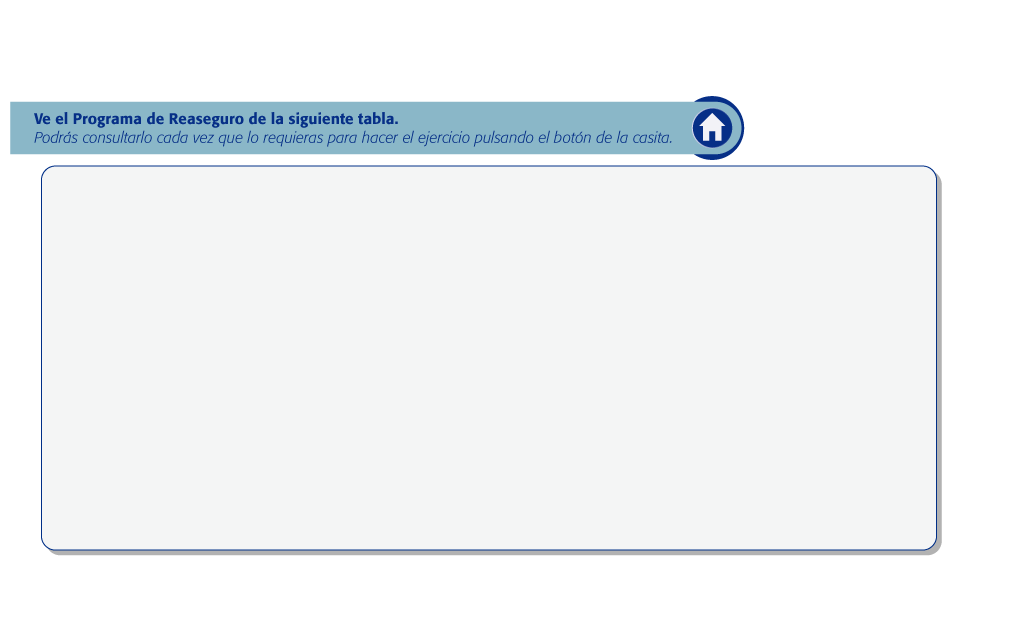 Ve el Programa de Reaseguro de la siguiente tabla.
Podrás consultarlo cada vez que lo requieras para hacer el ejercicio pulsando el botón de la casita.